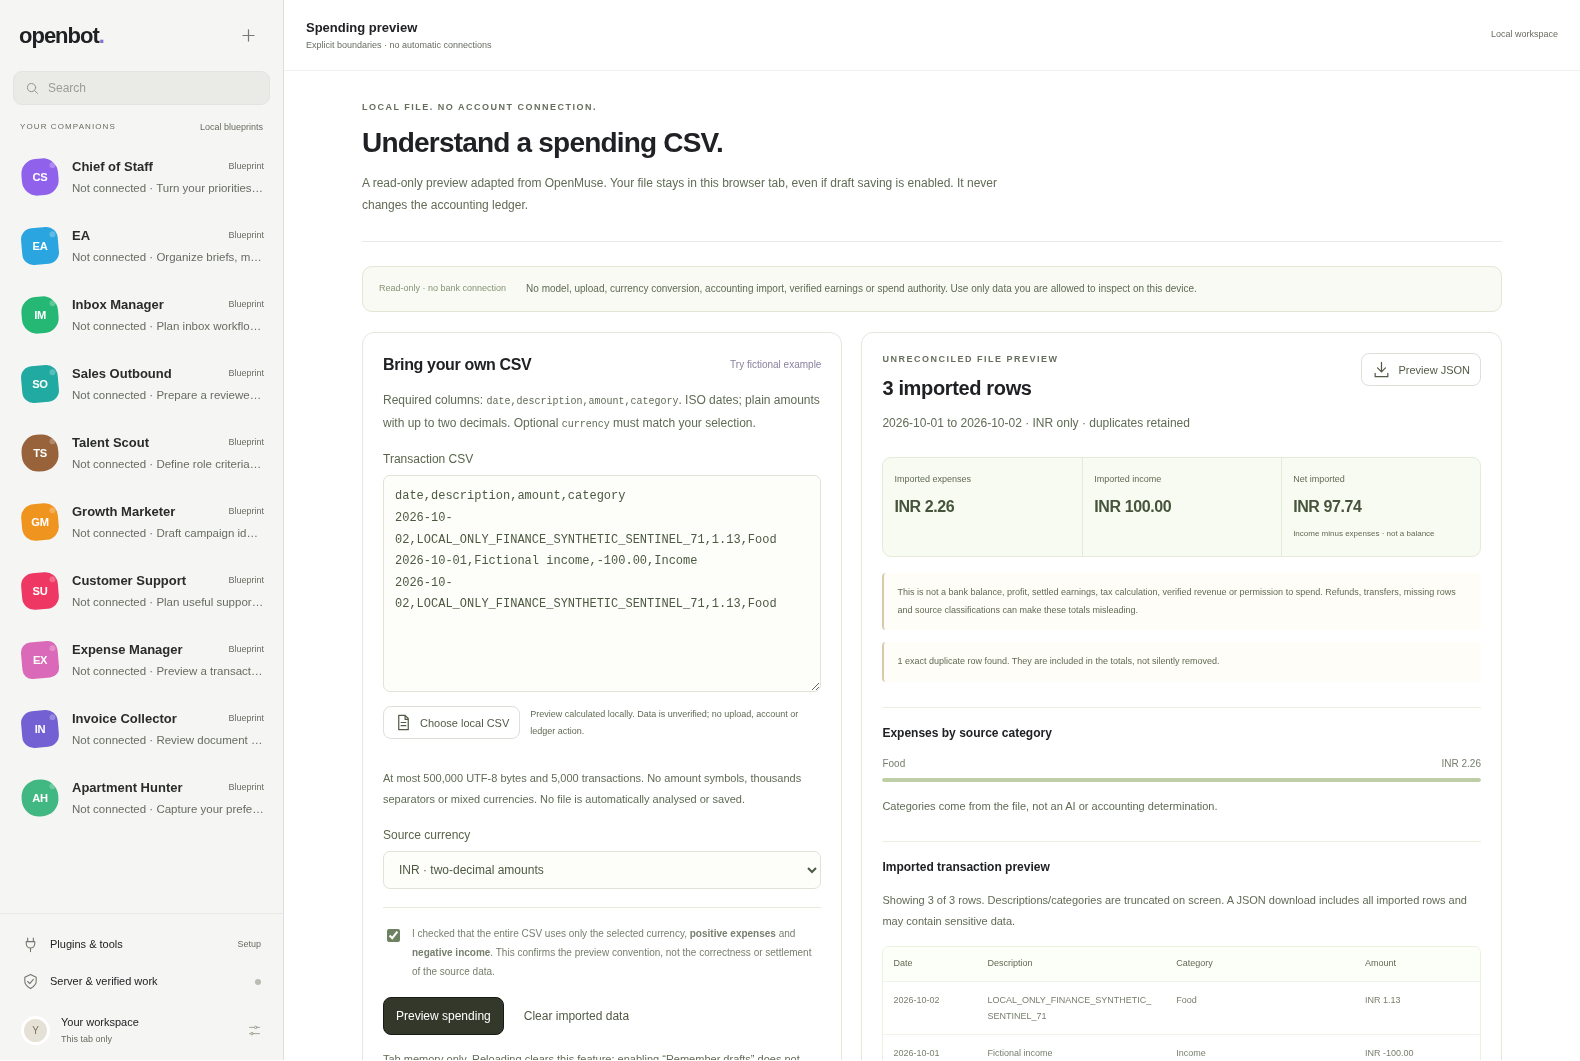 openbot.
Search
YOUR COMPANIONS
Local blueprints
CS
Chief of Staff
Blueprint
Not connected · Turn your priorities…
EA
EA
Blueprint
Not connected · Organize briefs, m…
IM
Inbox Manager
Blueprint
Not connected · Plan inbox workflo…
SO
Sales Outbound
Blueprint
Not connected · Prepare a reviewe…
TS
Talent Scout
Blueprint
Not connected · Define role criteria…
GM
Growth Marketer
Blueprint
Not connected · Draft campaign id…
SU
Customer Support
Blueprint
Not connected · Plan useful suppor…
EX
Expense Manager
Blueprint
Not connected · Preview a transact…
IN
Invoice Collector
Blueprint
Not connected · Review document …
AH
Apartment Hunter
Blueprint
Not connected · Capture your prefe…
Plugins & tools
Setup
Server & verified work
Y
Your workspace
This tab only
Spending preview
Explicit boundaries · no automatic connections
Local workspace
LOCAL FILE. NO ACCOUNT CONNECTION.
Understand a spending CSV.
A read-only preview adapted from OpenMuse. Your file stays in this browser tab, even if draft saving is enabled. It never
changes the accounting ledger.
Read-only · no bank connection
No model, upload, currency conversion, accounting import, verified earnings or spend authority. Use only data you are allowed to inspect on this device.
Bring your own CSV
Try fictional example
Required columns: date,description,amount,category. ISO dates; plain amounts
with up to two decimals. Optional currency must match your selection.
Transaction CSV
date,description,amount,category
2026-10-
02,LOCAL_ONLY_FINANCE_SYNTHETIC_SENTINEL_71,1.13,Food
2026-10-01,Fictional income,-100.00,Income
2026-10-
02,LOCAL_ONLY_FINANCE_SYNTHETIC_SENTINEL_71,1.13,Food
Choose local CSV
Preview calculated locally. Data is unverified; no upload, account or
ledger action.
At most 500,000 UTF-8 bytes and 5,000 transactions. No amount symbols, thousands
separators or mixed currencies. No file is automatically analysed or saved.
Source currency
INR · two-decimal amounts
I checked that the entire CSV uses only the selected currency, positive expenses and
negative income. This confirms the preview convention, not the correctness or settlement
of the source data.
Preview spending
Clear imported data
Tab memory only. Reloading clears this feature; enabling “Remember drafts” does not
UNRECONCILED FILE PREVIEW
3 imported rows
Preview JSON
2026-10-01 to 2026-10-02 · INR only · duplicates retained
Imported expenses
INR 2.26
Imported income
INR 100.00
Net imported
INR 97.74
Income minus expenses · not a balance
This is not a bank balance, profit, settled earnings, tax calculation, verified revenue or permission to spend. Refunds, transfers, missing rows
and source classifications can make these totals misleading.
1 exact duplicate row found. They are included in the totals, not silently removed.
Expenses by source category
Food
INR 2.26
Categories come from the file, not an AI or accounting determination.
Imported transaction preview
Showing 3 of 3 rows. Descriptions/categories are truncated on screen. A JSON download includes all imported rows and
may contain sensitive data.
Date
Description
Category
Amount
2026-10-02
LOCAL_ONLY_FINANCE_SYNTHETIC_
SENTINEL_71
Food
INR 1.13
2026-10-01
Fictional income
Income
INR -100.00